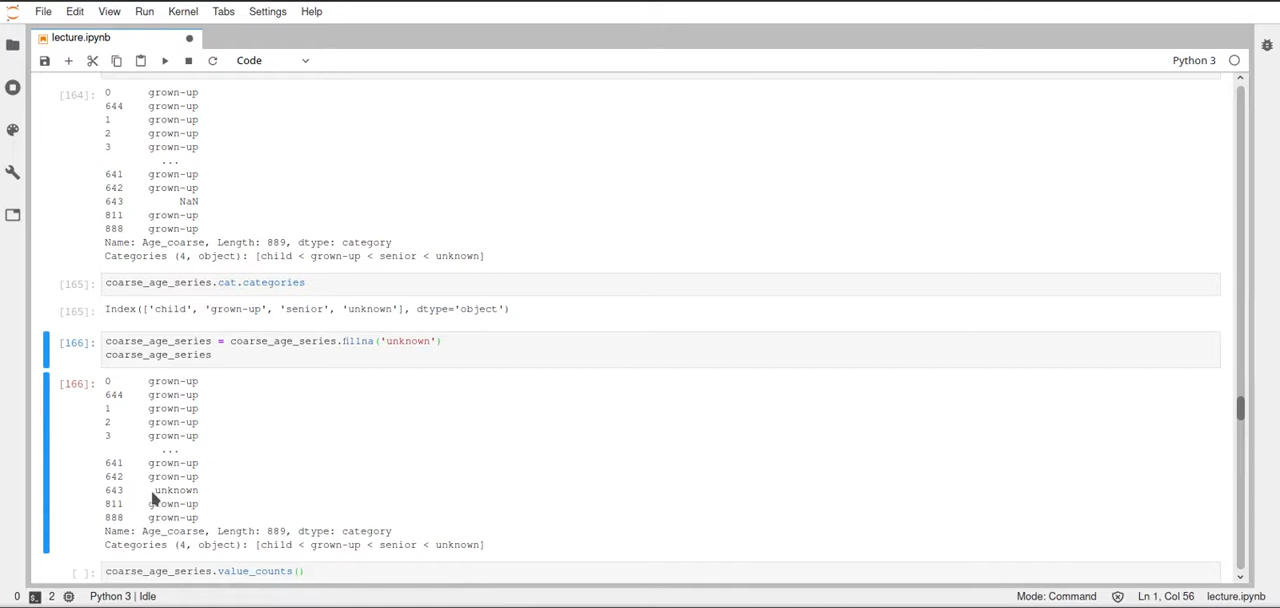 File Edit View Run Kernel Tabs Settings Help
lecture.ipynb
Code
Python 3
[164]: 0 grown-up
644 grown-up
1 grown-up
2 grown-up
3 grown-up
...
641 grown-up
642 grown-up
643 NaN
811 grown-up
888 grown-up
Name: Age_coarse, Length: 889, dtype: category
Categories (4, object): [child < grown-up < senior < unknown]
[165]: coarse_age_series.cat.categories
[165]: Index(['child', 'grown-up', 'senior', 'unknown'], dtype='object')
[166]: coarse_age_series = coarse_age_series.fillna('unknown')
coarse_age_series
[166]: 0 grown-up
644 grown-up
1 grown-up
2 grown-up
3 grown-up
...
641 grown-up
642 grown-up
643 unknown
811 grown-up
888 grown-up
Name: Age_coarse, Length: 889, dtype: category
Categories (4, object): [child < grown-up < senior < unknown]
[ ]: coarse_age_series.value_counts()
0 2 Python 3 | Idle Mode: Command Ln 1, Col 56 lecture.ipynb